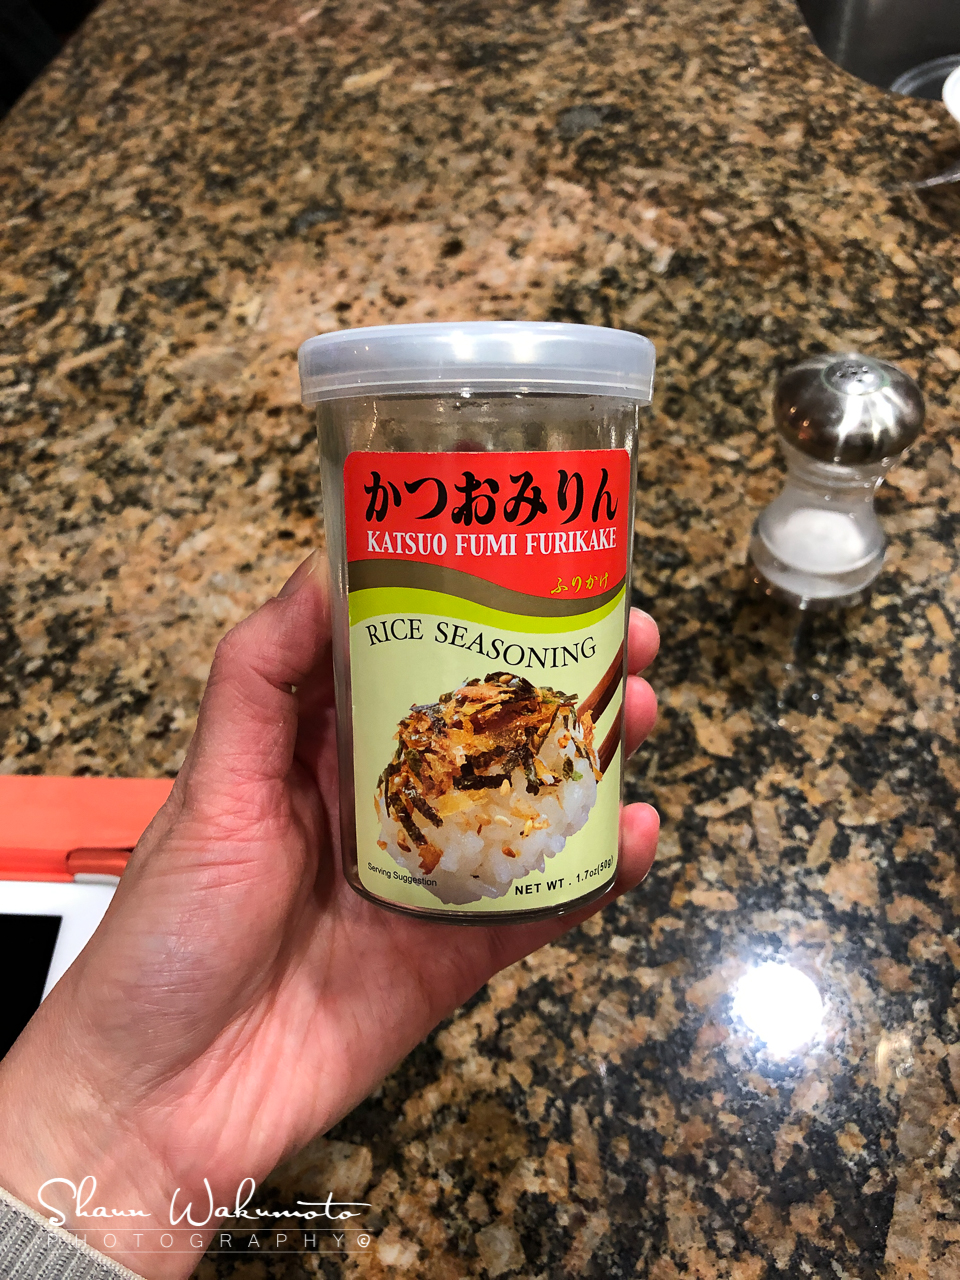 かつおみりん
KATSUO FUMI FURIKAKE
ふりかけ
RICE SEASONING
Serving Suggestion
NET WT . 1.7oz(50g)
Shaun Wakumoto
PHOTOGRAPHY©